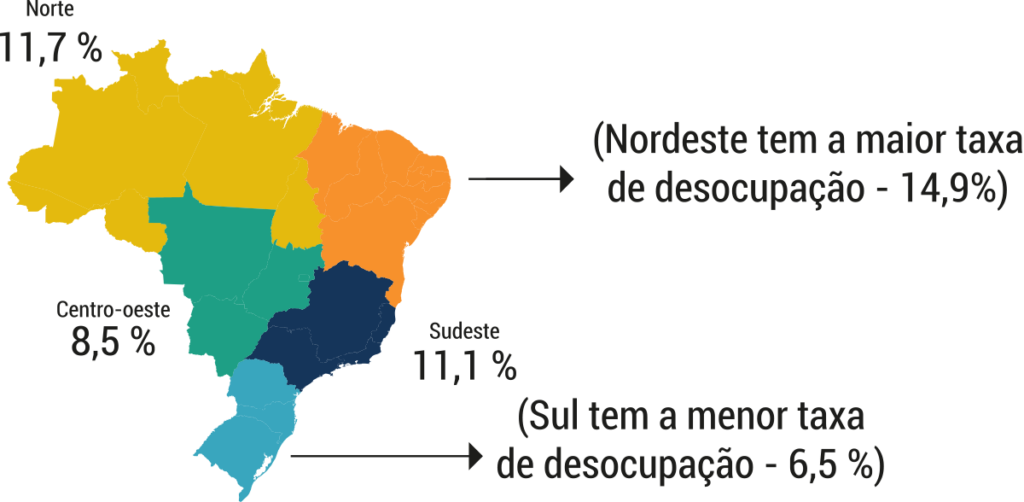 Norte
11,7 %
(Nordeste tem a maior taxa
de desocupação - 14,9%)
Centro-oeste
8,5 %
Sudeste
11,1 %
(Sul tem a menor taxa
de desocupação - 6,5 %)